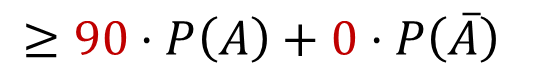 ≥ 90 · P(A) + 0 · P(Ā)